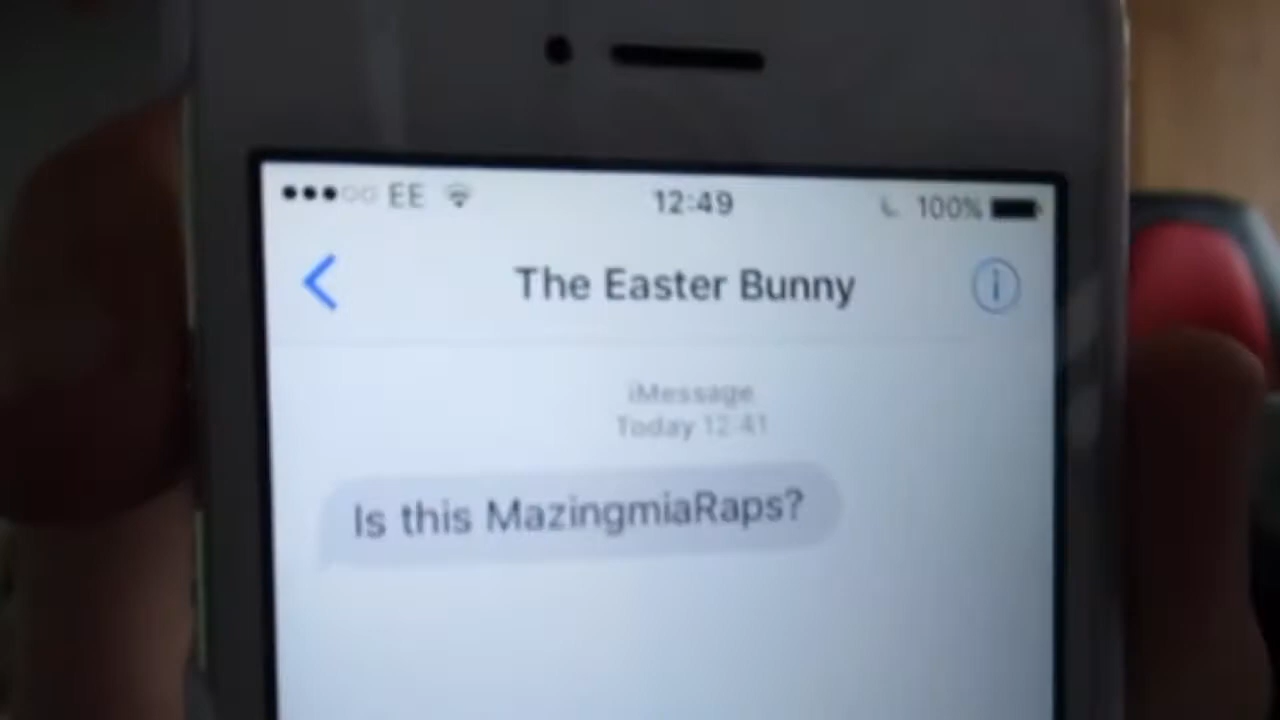 EE 12:49 100%
The Easter Bunny
iMessage
Today 12:41
Is this MazingmiaRaps?